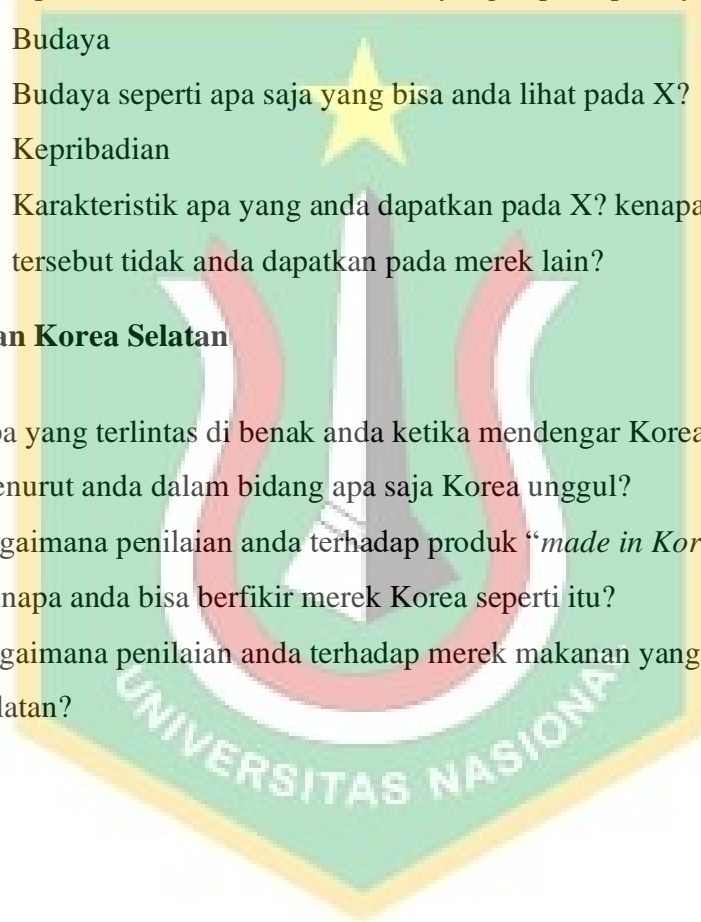 Budaya
Budaya seperti apa saja yang bisa anda lihat pada X?
Kepribadian
Karakteristik apa yang anda dapatkan pada X? kenapa
tersebut tidak anda dapatkan pada merek lain?
an Korea Selatan
yang terlintas di benak anda ketika mendengar Korea
enurut anda dalam bidang apa saja Korea unggul?
gaimana penilaian anda terhadap produk “made in Kor
napa anda bisa berfikir merek Korea seperti itu?
gaimana penilaian anda terhadap merek makanan yang
latan?
UNIVERSITAS NASIONAL